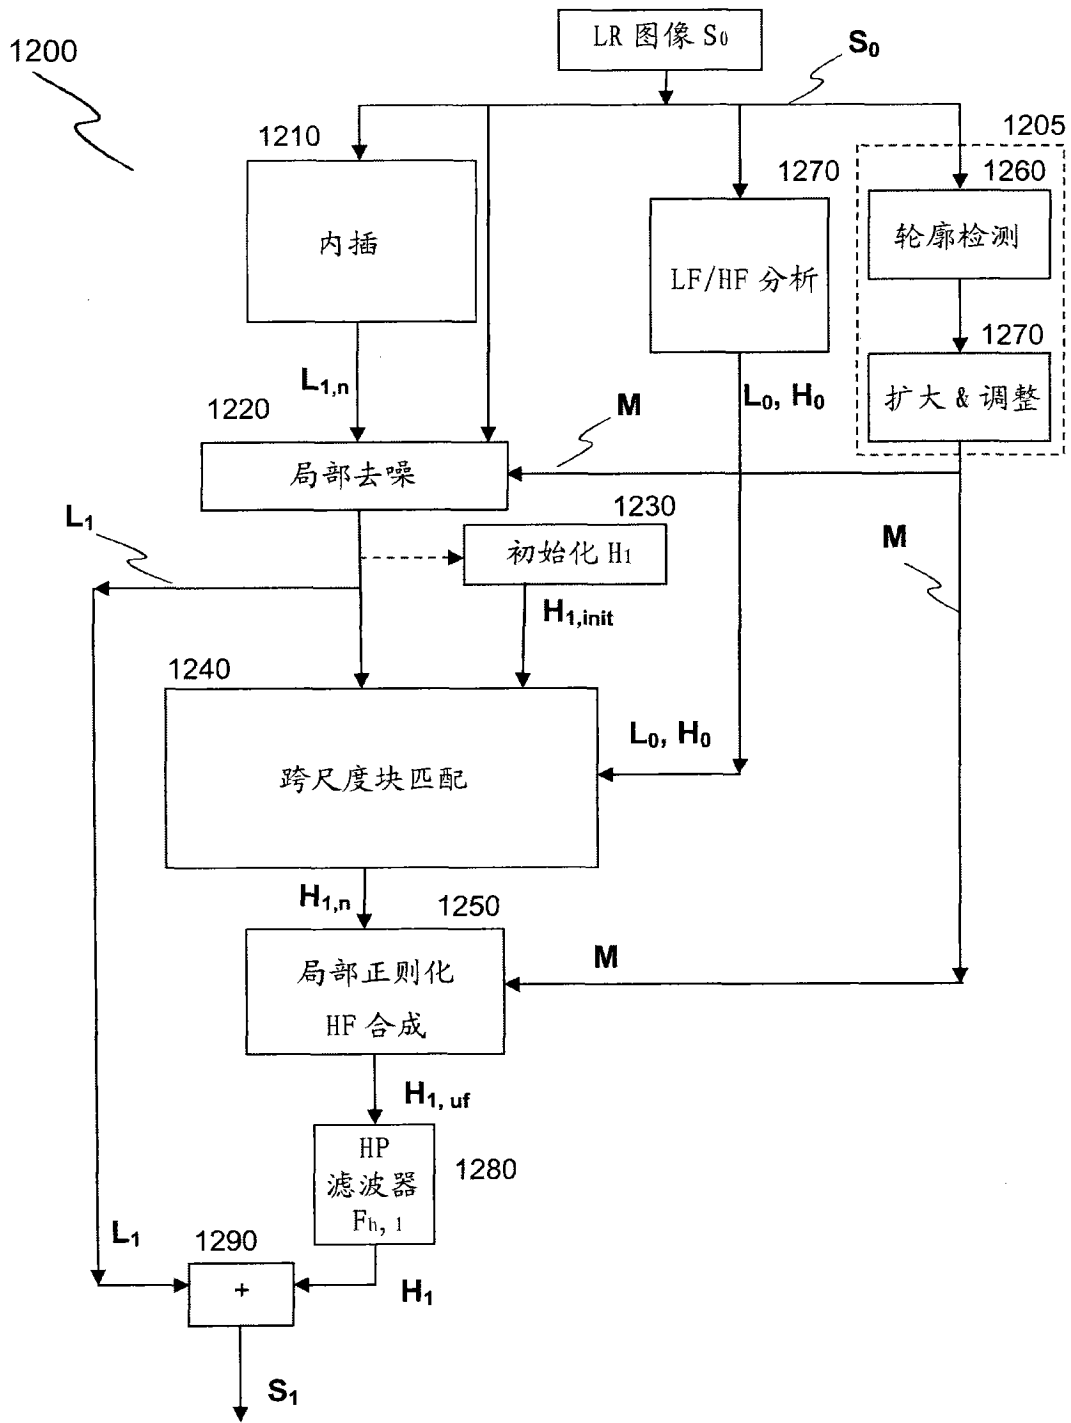 1200
LR 图像 S₀
S₀
1205
1210
1270
1260
内插
LF/HF 分析
轮廓检测
1270
L₁,ₙ
L₀, H₀
扩大 & 调整
1220
M
局部去噪
L₁
1230
初始化 H₁
M
H₁,init
1240
L₀, H₀
跨尺度块匹配
H₁,ₙ
1250
局部正则化
HF 合成
M
H₁, uf
HP
滤波器
Fh, 1
1280
L₁
1290
+
H₁
S₁